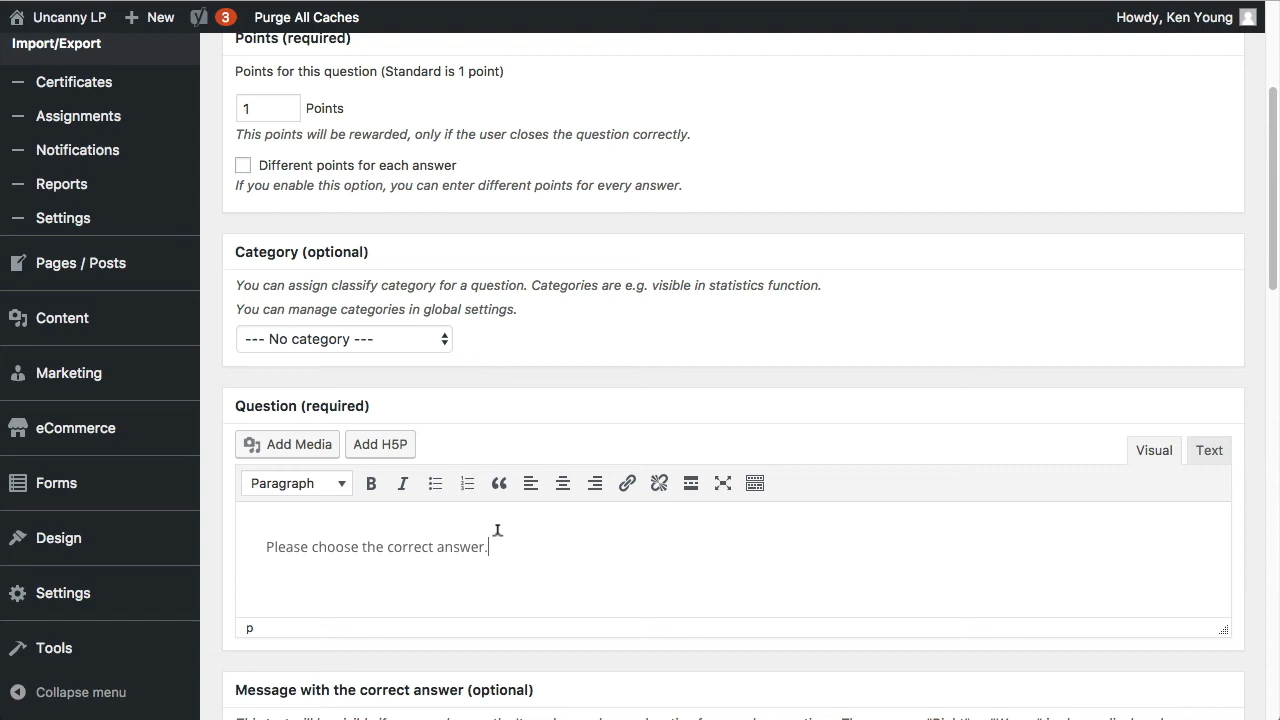 Uncanny LP
New
3
Purge All Caches
Howdy, Ken Young
Import/Export
Certificates
Assignments
Notifications
Reports
Settings
Pages / Posts
Content
Marketing
eCommerce
Forms
Design
Settings
Tools
Collapse menu
Points (required)
Points for this question (Standard is 1 point)
1 Points
This points will be rewarded, only if the user closes the question correctly.
Different points for each answer
If you enable this option, you can enter different points for every answer.
Category (optional)
You can assign classify category for a question. Categories are e.g. visible in statistics function.
You can manage categories in global settings.
--- No category ---
Question (required)
Add Media
Add H5P
Visual
Text
Paragraph
Please choose the correct answer.
p
Message with the correct answer (optional)